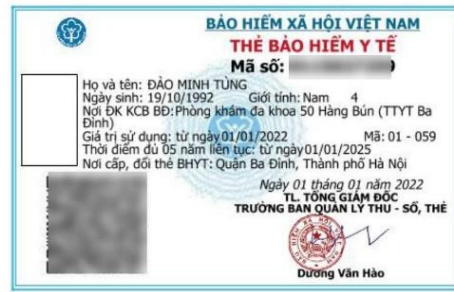 BẢO HIỂM XÃ HỘI VIỆT NAM
THẺ BẢO HIỂM Y TẾ
Mã số:
Họ và tên: ĐÀO MINH TÙNG
Ngày sinh: 19/10/1992 Giới tính: Nam 4
Nơi ĐK KCB BĐ: Phòng khám đa khoa 50 Hàng Bún (TTYT Ba
Đình)
Giá trị sử dụng: từ ngày 01/01/2022 Mã: 01 - 059
Thời điểm đủ 05 năm liên tục: từ ngày 01/01/2025
Nơi cấp, đổi thẻ BHYT: Quận Ba Đình, Thành phố Hà Nội
Ngày 01 tháng 01 năm 2022
TL. TỔNG GIÁM ĐỐC
TRƯỞNG BAN QUẢN LÝ THU - SỔ, THẺ
Dương Văn Hào